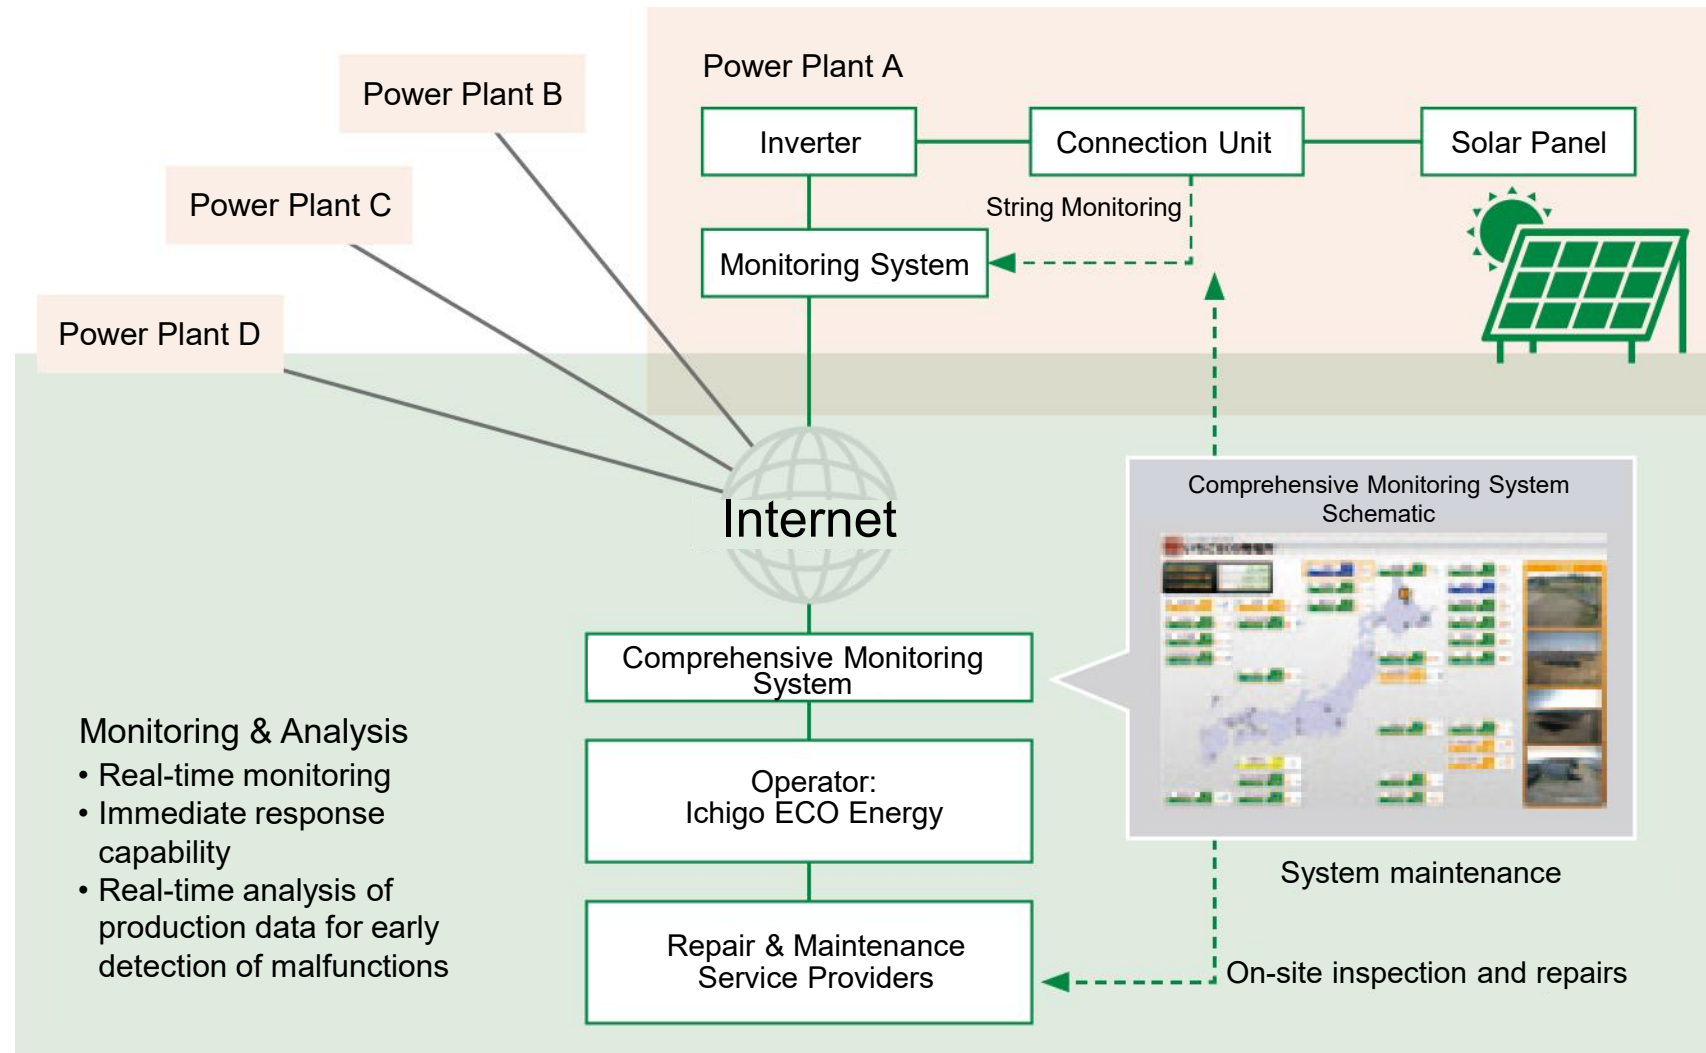 Power Plant A
Power Plant B
Inverter
Connection Unit
Solar Panel
Power Plant C
String Monitoring
Monitoring System
Power Plant D
Internet
Comprehensive Monitoring System
Schematic
Comprehensive Monitoring
System
Monitoring & Analysis
• Real-time monitoring
• Immediate response
capability
• Real-time analysis of
production data for early
detection of malfunctions
Operator:
Ichigo ECO Energy
System maintenance
Repair & Maintenance
Service Providers
On-site inspection and repairs